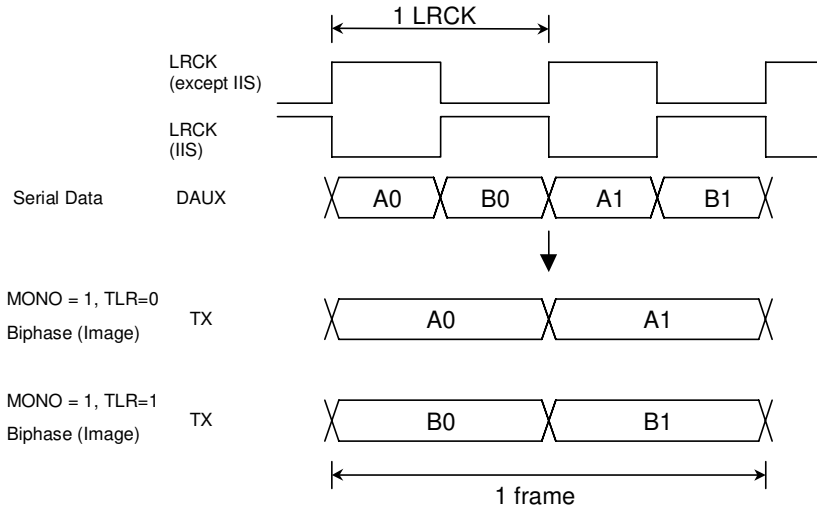 1 LRCK
LRCK
(except IIS)
LRCK
(IIS)
Serial Data DAUX A0 B0 A1 B1
MONO = 1, TLR=0
Biphase (Image) TX A0 A1
MONO = 1, TLR=1
Biphase (Image) TX B0 B1
1 frame